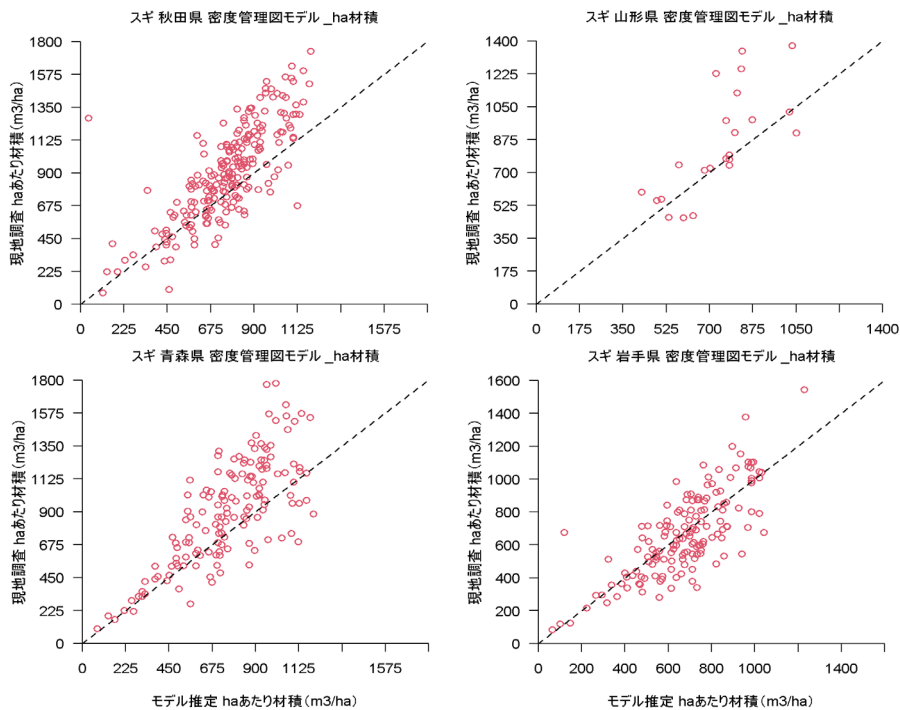 スギ 秋田県 密度管理図モデル _ha材積
現地調査 haあたり材積(m3/ha)
1800
1575
1350
1125
900
675
450
225
0
0 225 450 675 900 1125 1575
スギ 山形県 密度管理図モデル _ha材積
現地調査 haあたり材積(m3/ha)
1400
1225
1050
875
700
525
350
175
0
0 175 350 525 700 875 1050 1400
スギ 青森県 密度管理図モデル _ha材積
現地調査 haあたり材積(m3/ha)
1800
1575
1350
1125
900
675
450
225
0
0 225 450 675 900 1125 1575
モデル推定 haあたり材積(m3/ha)
スギ 岩手県 密度管理図モデル _ha材積
現地調査 haあたり材積(m3/ha)
1600
1400
1200
1000
800
600
400
200
0
0 200 400 600 800 1000 1400
モデル推定 haあたり材積(m3/ha)